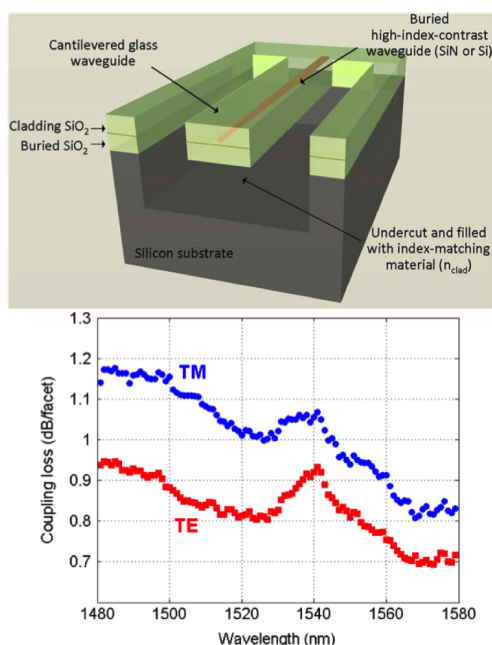 Buried
high-index-contrast
waveguide (SiN or Si)
Cantilevered glass
waveguide
Cladding SiO₂
Buried SiO₂
Silicon substrate
Undercut and filled
with index-matching
material (n_clad)
1.3
1.2
1.1
1
0.9
0.8
0.7
Coupling loss (dB/facet)
TM
TE
1480 1500 1520 1540 1560 1580
Wavelength (nm)